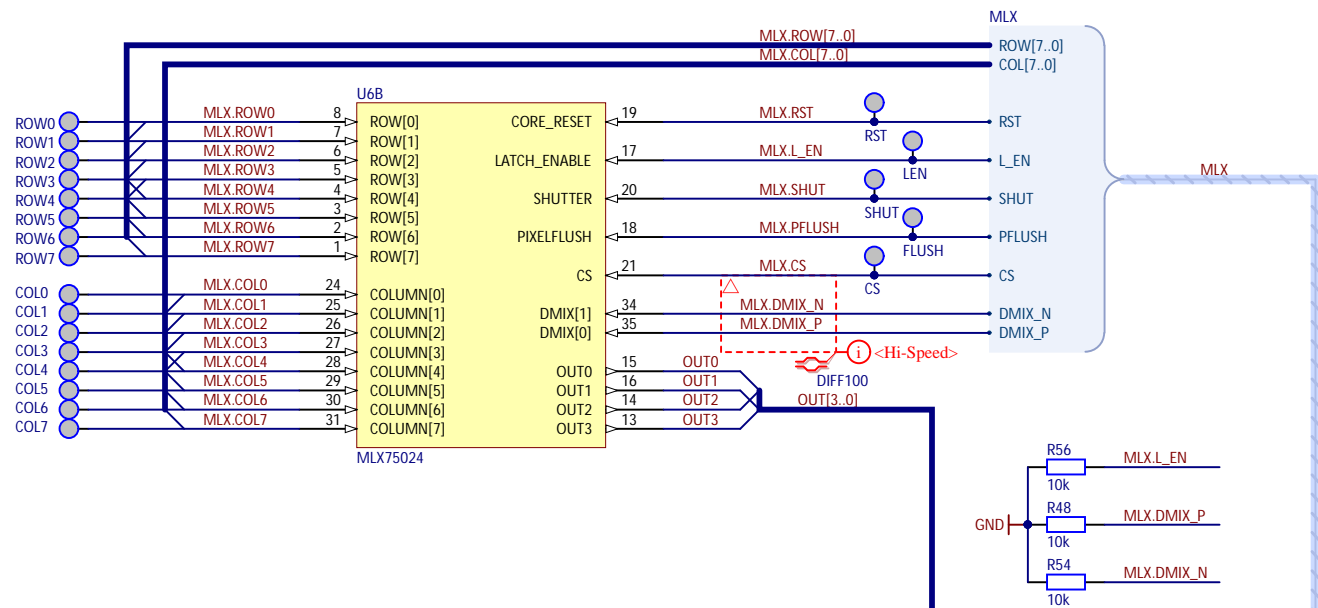 MLX
MLX.ROW[7..0]
ROW[7..0]
MLX.COL[7..0]
COL[7..0]
U6B
ROW0 MLX.ROW0 8 ROW[0] CORE_RESET 19 MLX.RST RST RST
ROW1 MLX.ROW1 7 ROW[1]
ROW2 MLX.ROW2 6 ROW[2] LATCH_ENABLE 17 MLX.L_EN LEN L_EN
ROW3 MLX.ROW3 5 ROW[3]
MLX
ROW4 MLX.ROW4 4 ROW[4] SHUTTER 20 MLX.SHUT SHUT SHUT
ROW5 MLX.ROW5 3 ROW[5]
ROW6 MLX.ROW6 2 ROW[6] PIXELFLUSH 18 MLX.PFLUSH FLUSH PFLUSH
ROW7 MLX.ROW7 1 ROW[7]
CS 21 MLX.CS CS CS
COL0 MLX.COL0 24 COLUMN[0]
COL1 MLX.COL1 25 COLUMN[1] DMIX[1] 34 MLX.DMIX_N DMIX_N
COL2 MLX.COL2 26 COLUMN[2] DMIX[0] 35 MLX.DMIX_P DMIX_P
COL3 MLX.COL3 27 COLUMN[3]
i <Hi-Speed>
COL4 MLX.COL4 28 COLUMN[4] OUT0 15 OUT0
DIFF100
COL5 MLX.COL5 29 COLUMN[5] OUT1 16 OUT1
COL6 MLX.COL6 30 COLUMN[6] OUT2 14 OUT2 OUT[3..0]
COL7 MLX.COL7 31 COLUMN[7] OUT3 13 OUT3
MLX75024
R56 MLX.L_EN
10k
R48 MLX.DMIX_P
GND
10k
R54 MLX.DMIX_N
10k